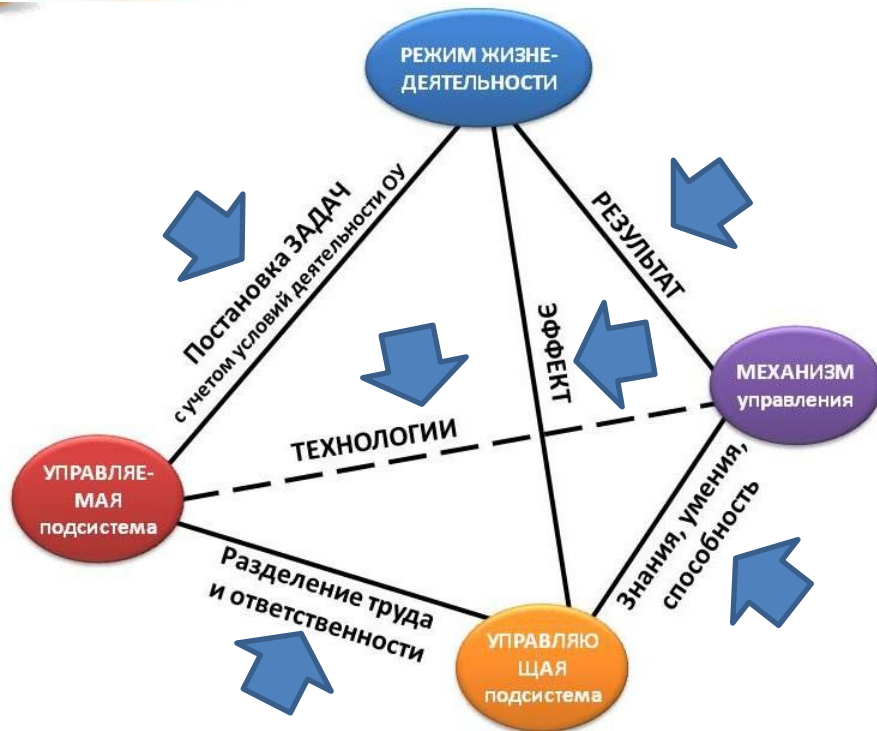 РЕЖИМ ЖИЗНЕ-
ДЕЯТЕЛЬНОСТИ
Постановка ЗАДАЧ
с учетом условий деятельности ОУ
РЕЗУЛЬТАТ
ЭФФЕКТ
МЕХАНИЗМ
управления
ТЕХНОЛОГИИ
УПРАВЛЯЕ-
МАЯ
подсистема
Знания, умения,
способность
Разделение труда
и ответственности
УПРАВЛЯЮ
ЩАЯ
подсистема